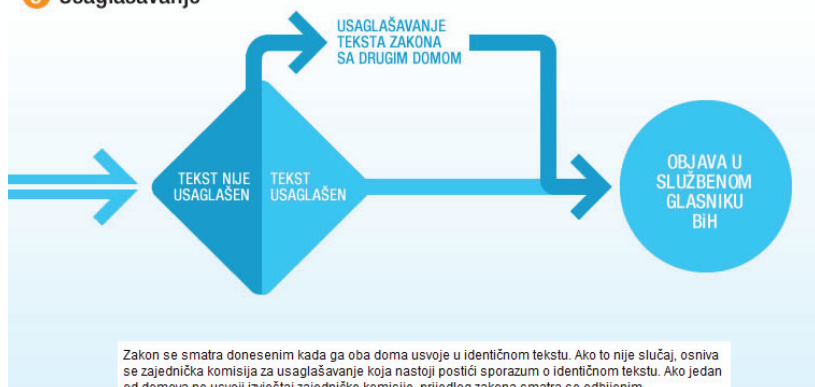 Usaglašavanje
USAGLAŠAVANJE
TEKSTA ZAKONA
SA DRUGIM DOMOM
TEKST NIJE
USAGLAŠEN
TEKST
USAGLAŠEN
OBJAVA U
SLUŽBENOM
GLASNIKU
BiH
Zakon se smatra donesenim kada ga oba doma usvoje u identičnom tekstu. Ako to nije slučaj, osniva
se zajednička komisija za usaglašavanje koja nastoji postići sporazum o identičnom tekstu. Ako jedan
od domova ne usvoji izvještaj zajedničke komisije, prijedlog zakona smatra se odbijenim